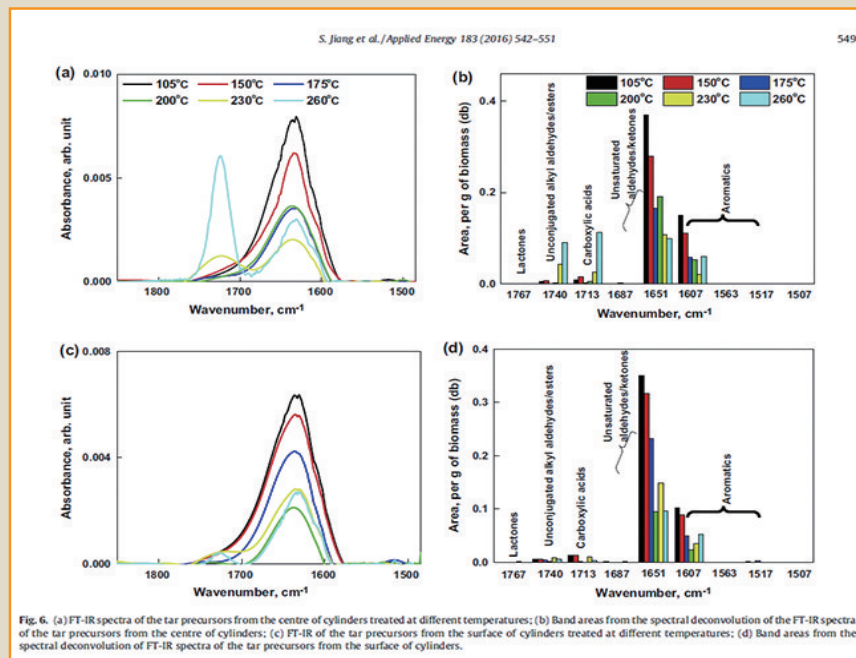 S. Jiang et al. / Applied Energy 183 (2016) 542–551
549
(a)
0.010
105°C 150°C 175°C
200°C 230°C 260°C
0.005
0.000
Absorbance, arb. unit
1800 1700 1600 1500
Wavenumber, cm-1
(b)
105°C 150°C 175°C
200°C 230°C 260°C
0.4
0.2
0.0
Area, per g of biomass (db)
Lactones
Unconjugated alkyl aldehydes/esters
Carboxylic acids
Unsaturated
aldehydes/ketones
Aromatics
1767 1740 1713 1687 1651 1607 1563 1517 1507
Wavenumber, cm-1
(c)
0.008
0.004
0.000
Absorbance, arb. unit
1800 1700 1600 1500
Wavenumber, cm-1
(d)
0.4
0.3
0.2
0.1
0.0
Area, per g of biomass (db)
Lactones
Unconjugated alkyl aldehydes/esters
Carboxylic acids
Unsaturated
aldehydes/ketones
Aromatics
1767 1740 1713 1687 1651 1607 1563 1517 1507
Wavenumber, cm-1
Fig. 6. (a) FT-IR spectra of the tar precursors from the centre of cylinders treated at different temperatures; (b) Band areas from the spectral deconvolution of the FT-IR spectra
of the tar precursors from the centre of cylinders; (c) FT-IR of the tar precursors from the surface of cylinders treated at different temperatures; (d) Band areas from the
spectral deconvolution of FT-IR spectra of the tar precursors from the surface of cylinders.